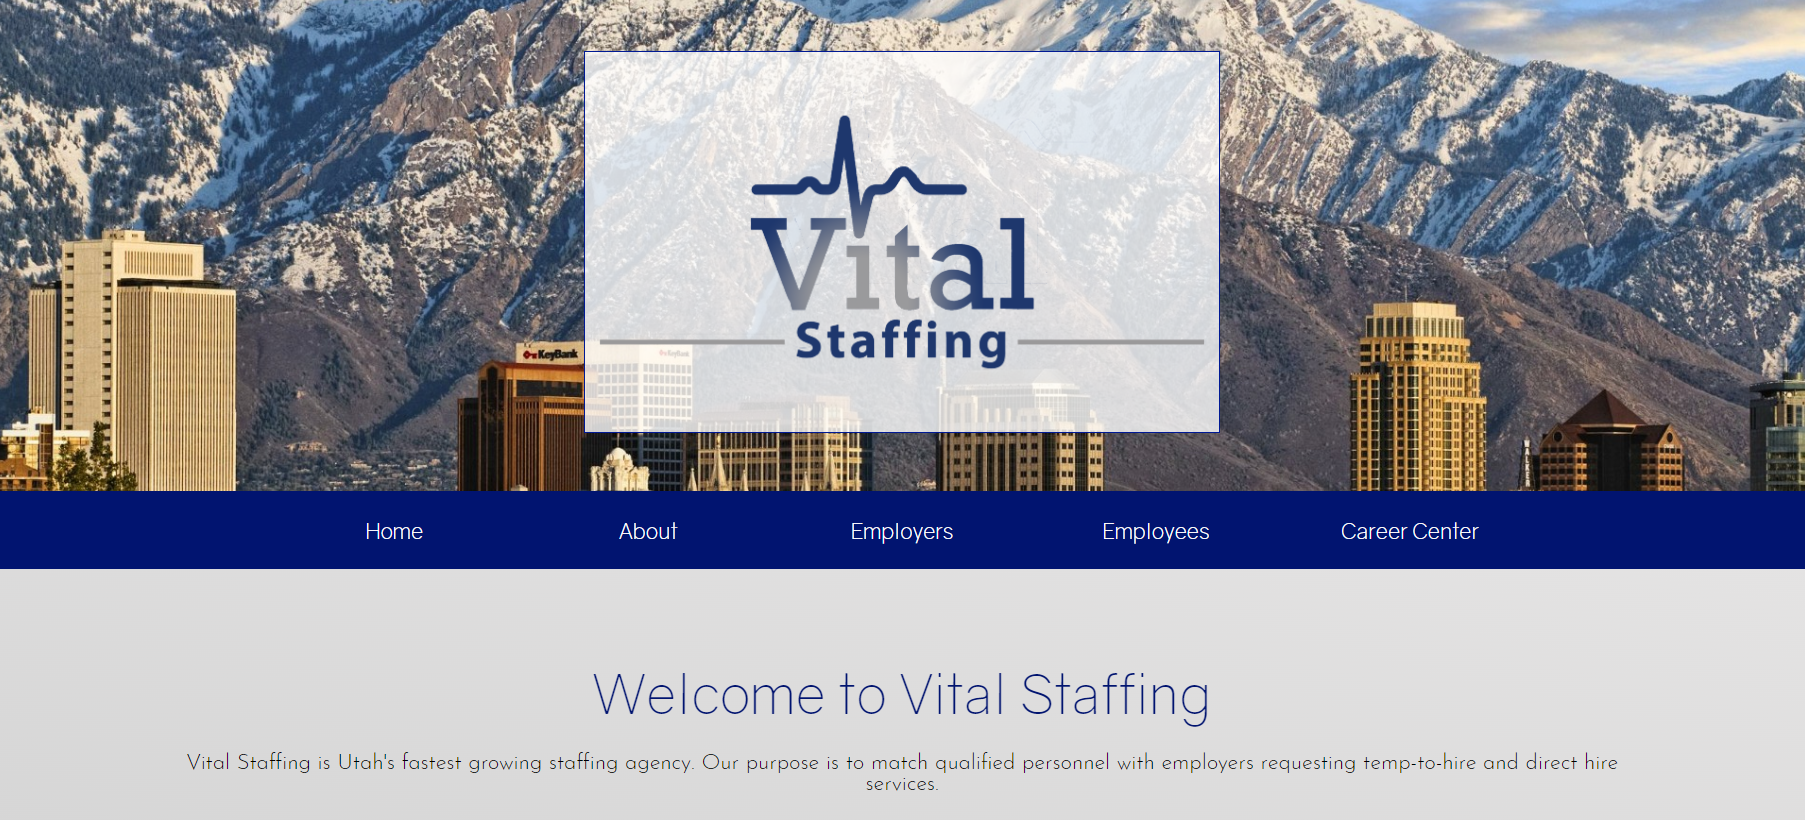 Vital
Staffing
KeyBank
KeyBank
Home
About
Employers
Employees
Career Center
Welcome to Vital Staffing
Vital Staffing is Utah's fastest growing staffing agency. Our purpose is to match qualified personnel with employers requesting temp-to-hire and direct hire
services.